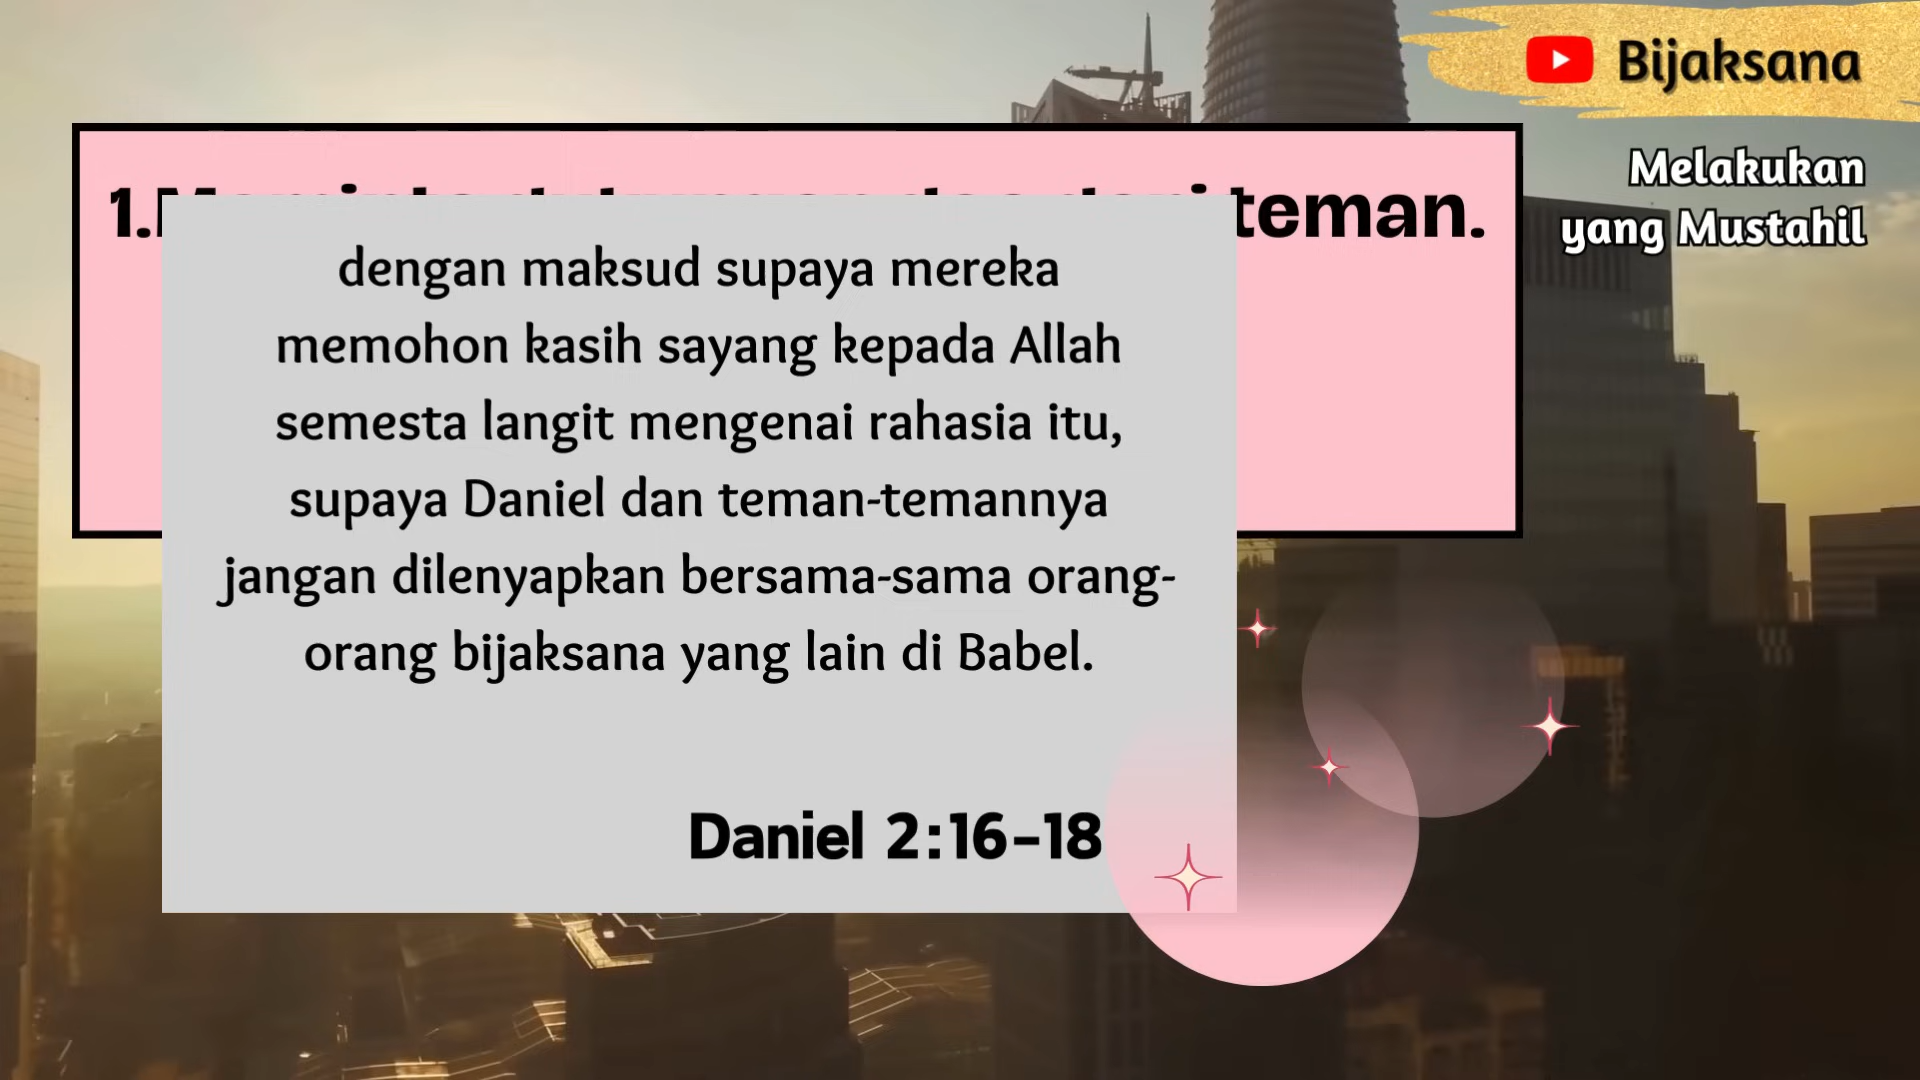 Bijaksana
Melakukan
yang Mustahil
1. teman.
dengan maksud supaya mereka
memohon kasih sayang kepada Allah
semesta langit mengenai rahasia itu,
supaya Daniel dan teman-temannya
jangan dilenyapkan bersama-sama orang-
orang bijaksana yang lain di Babel.
Daniel 2:16-18